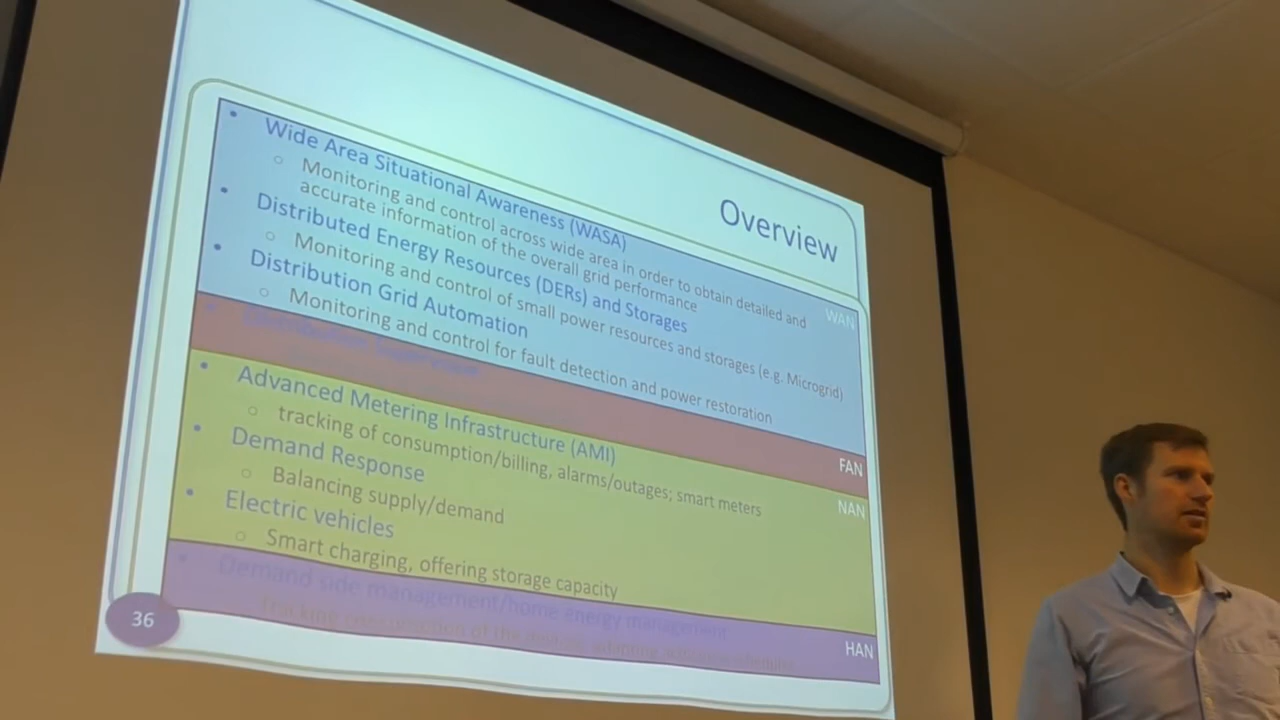 Overview
Wide Area Situational Awareness (WASA)
Monitoring and control across wide area in order to obtain detailed and
accurate information of the overall grid performance
Distributed Energy Resources (DERs) and Storages
Monitoring and control of small power resources and storages (e.g. Microgrid)
Distribution Grid Automation
Monitoring and control for fault detection and power restoration
WAN
FAN
Advanced Metering Infrastructure (AMI)
tracking of consumption/billing, alarms/outages; smart meters
Demand Response
Balancing supply/demand
Electric vehicles
Smart charging, offering storage capacity
NAN
Demand side management/home energy management
HAN
36